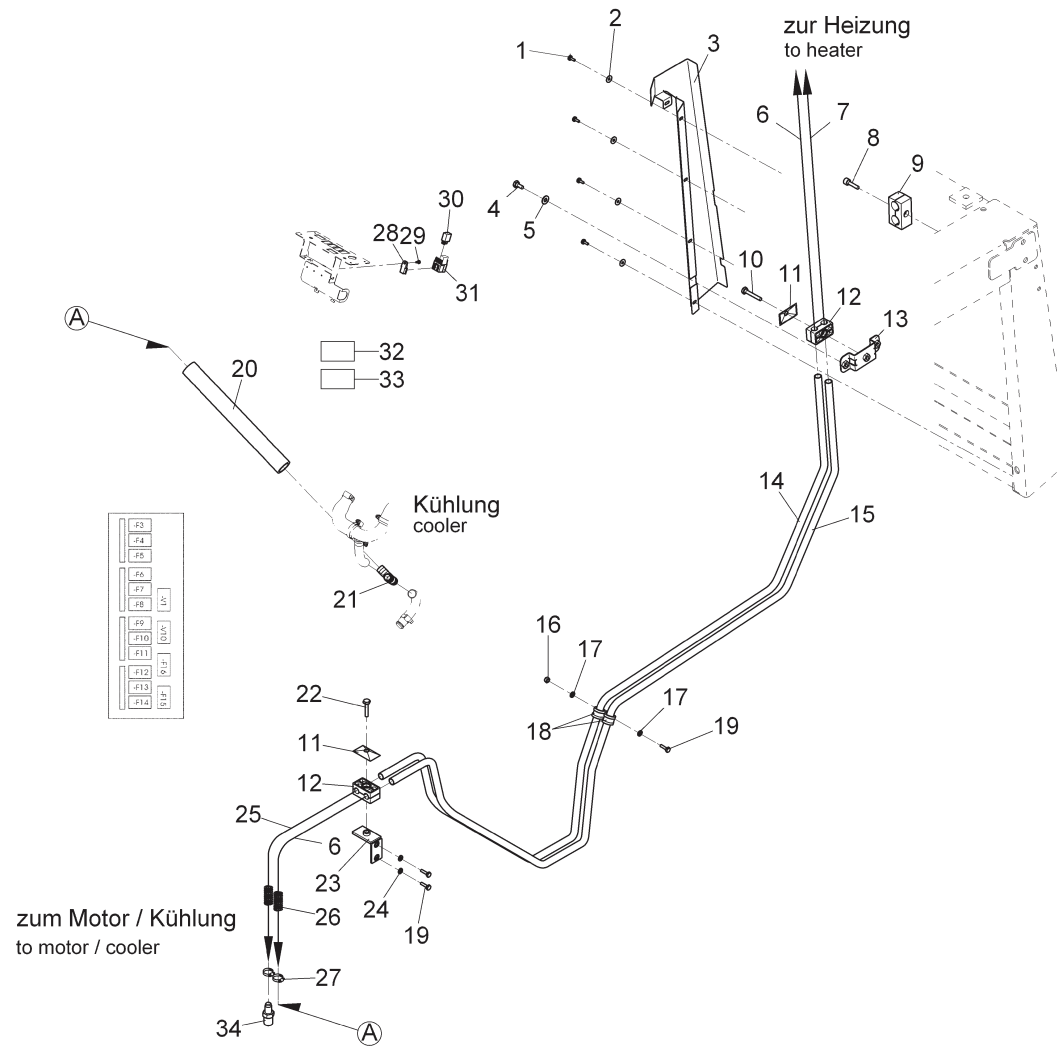 zur Heizung
to heater
1
2
3
6
7
8
9
4
5
30
28
29
31
10
11
12
13
A
20
32
33
Kühlung
cooler
14
15
21
-F3
-F4
-F5
-F6
-F7
-F8
-V1
-F9
-F10
-F11
-V10
-F16
-F12
-F13
-F14
-F15
16
17
18
17
19
22
11
12
25
6
23
24
19
26
zum Motor / Kühlung
to motor / cooler
27
34
A